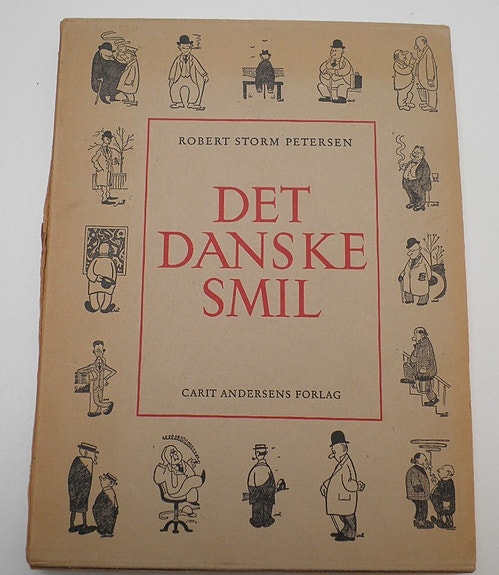 ROBERT STORM PETERSEN
DET
DANSKE
SMIL
CARIT ANDERSENS FORLAG